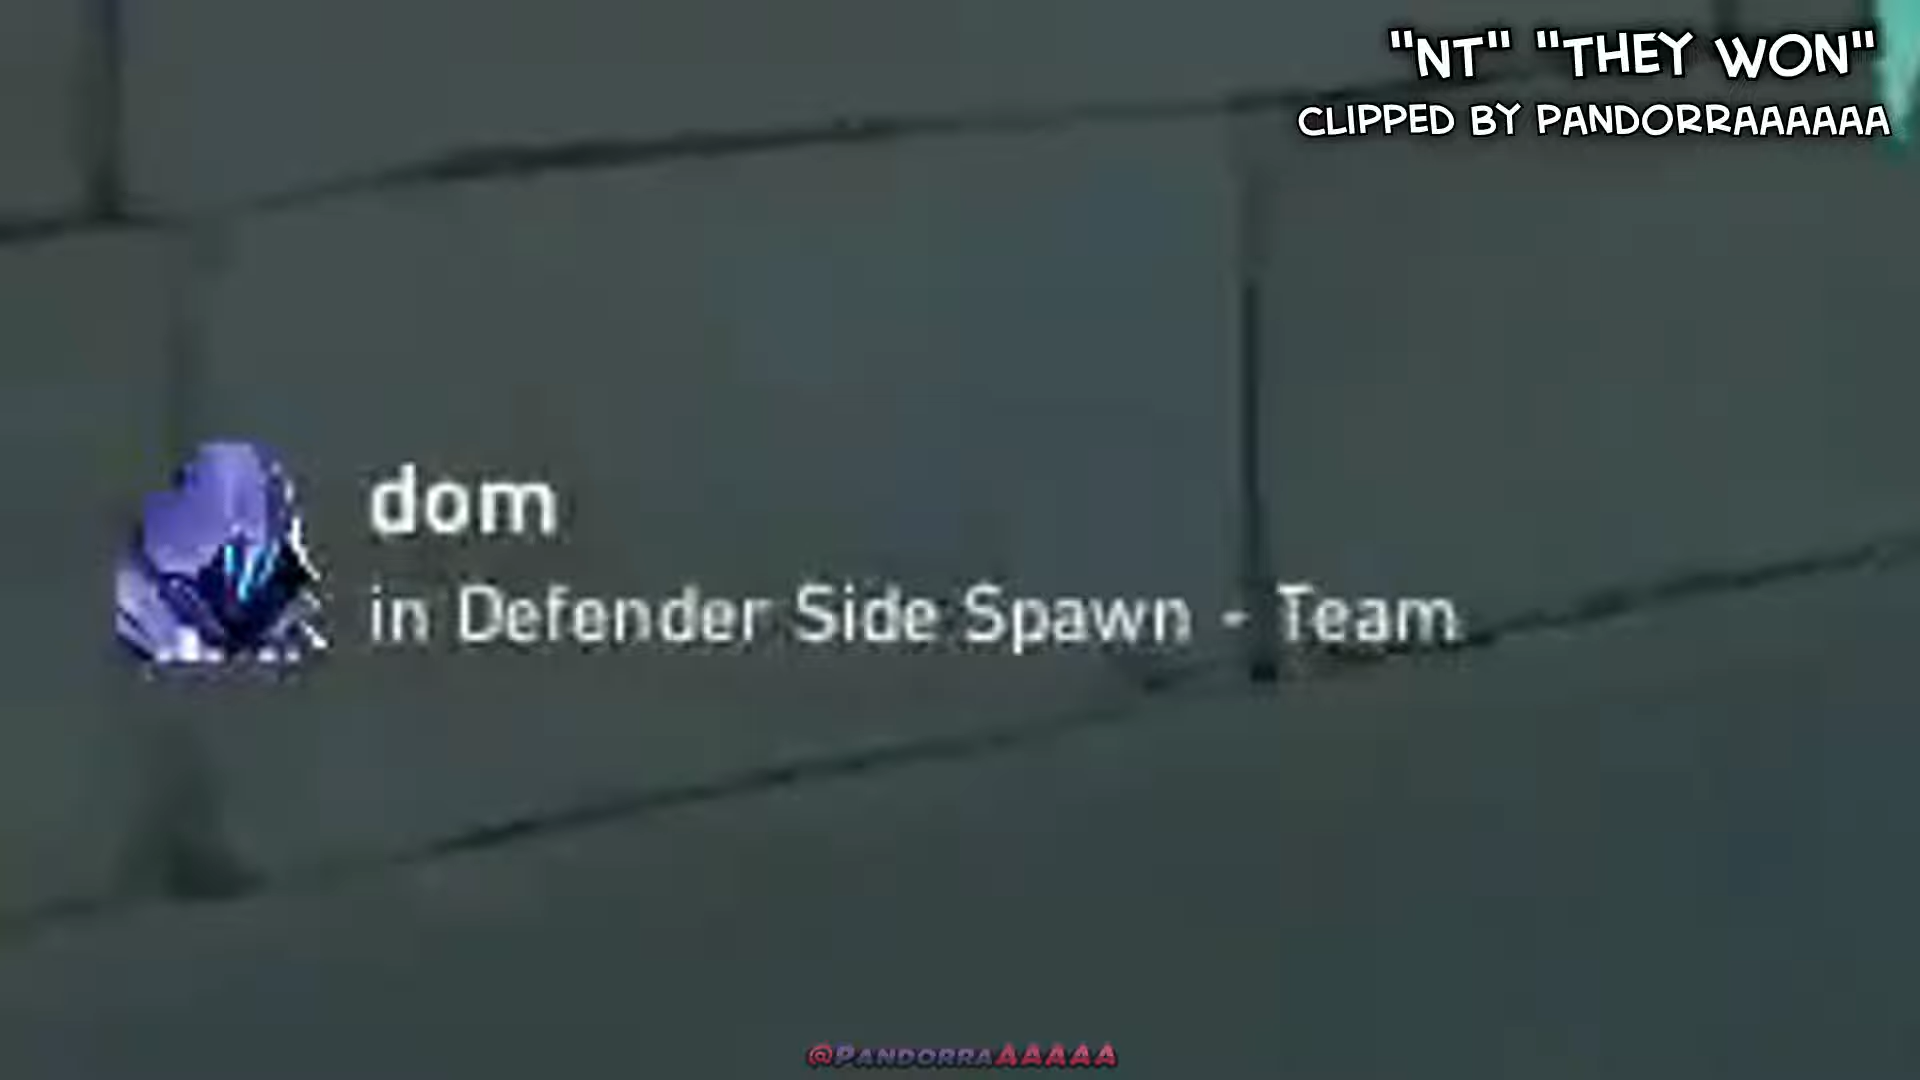 "NT" "THEY WON"
CLIPPED BY PANDORRAAAAAA
dom
in Defender Side Spawn - Team
@PANDORRAAAAAA